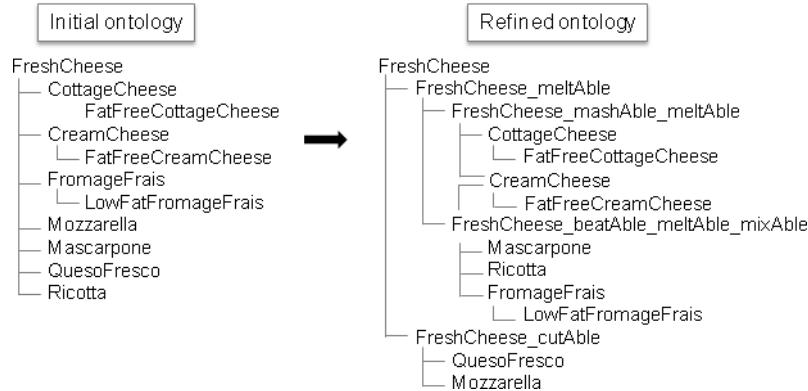 Initial ontology
FreshCheese
CottageCheese
FatFreeCottageCheese
CreamCheese
FatFreeCreamCheese
FromageFrais
LowFatFromageFrais
Mozzarella
Mascarpone
QuesoFresco
Ricotta
Refined ontology
FreshCheese
FreshCheese_meltAble
FreshCheese_mashAble_meltAble
CottageCheese
FatFreeCottageCheese
CreamCheese
FatFreeCreamCheese
FreshCheese_beatAble_meltAble_mixAble
Mascarpone
Ricotta
FromageFrais
LowFatFromageFrais
FreshCheese_cutAble
QuesoFresco
Mozzarella